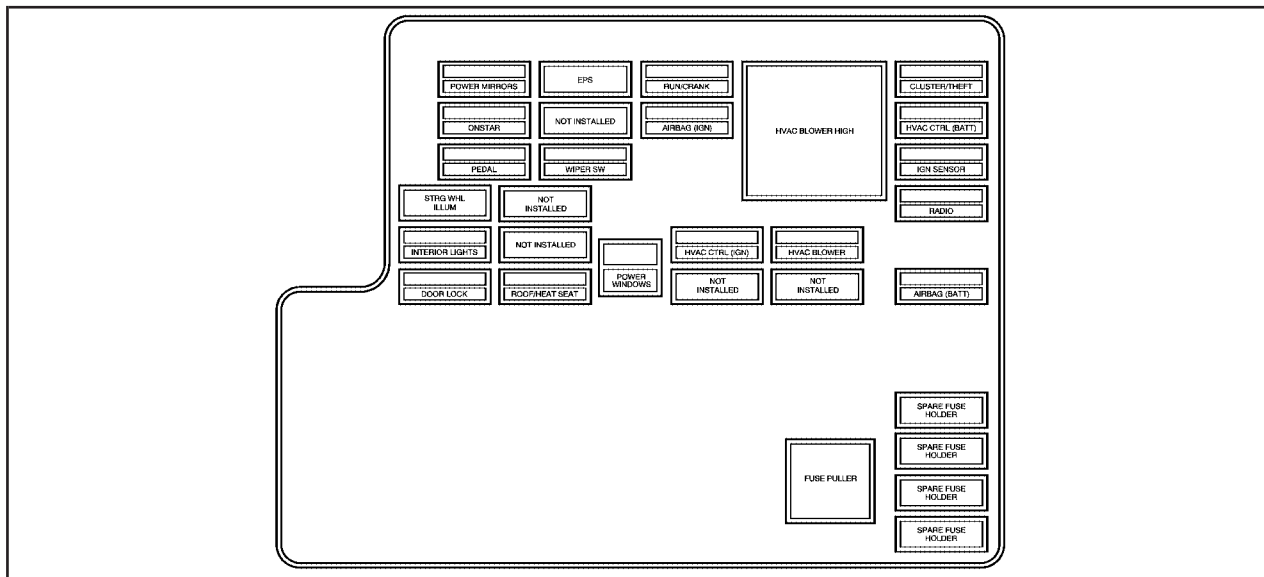 POWER MIRRORS
EPS
RUN/CRANK
HVAC BLOWER HIGH
CLUSTER/THEFT
ONSTAR
NOT INSTALLED
AIRBAG (IGN)
HVAC CTRL (BATT)
PEDAL
WIPER SW
IGN SENSOR
STRG WHL
ILLUM
NOT
INSTALLED
RADIO
INTERIOR LIGHTS
NOT INSTALLED
POWER
WINDOWS
HVAC CTRL (IGN)
HVAC BLOWER
DOOR LOCK
ROOF/HEAT SEAT
NOT
INSTALLED
NOT
INSTALLED
AIRBAG (BATT)
SPARE FUSE
HOLDER
SPARE FUSE
HOLDER
FUSE PULLER
SPARE FUSE
HOLDER
SPARE FUSE
HOLDER